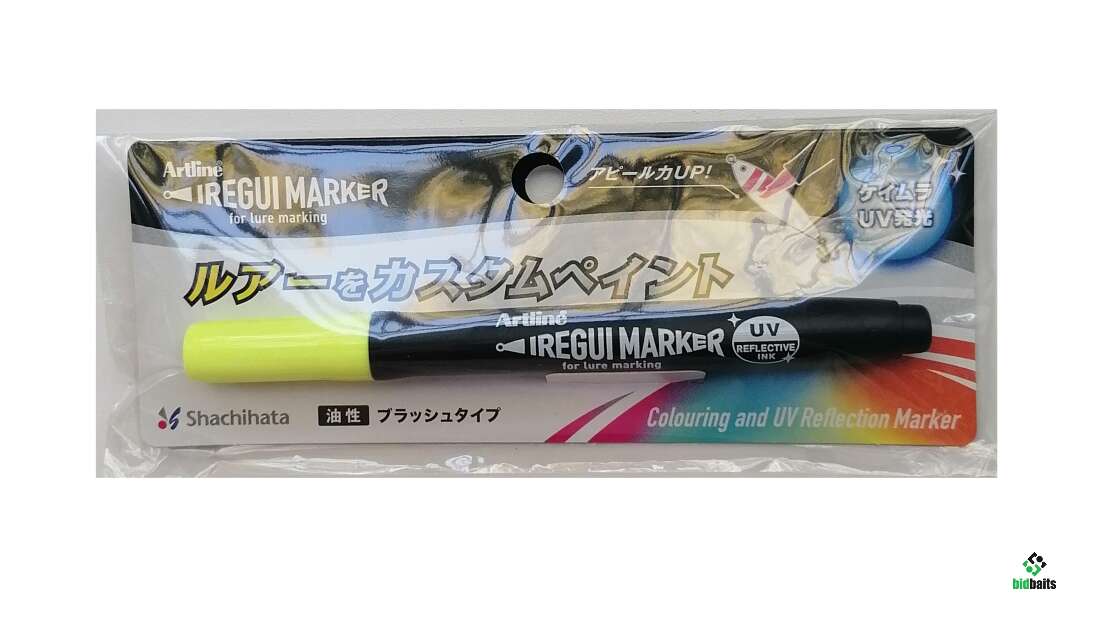 Artline
IREGUI MARKER
for lure marking
アピール力UP!
ケイムラ
UV発光
ルアーをカスタムペイント
Artline
IREGUI MARKER
for lure marking
UV
REFLECTIVE
INK
Shachihata
油性 ブラッシュタイプ
Colouring and UV Reflection Marker
bidbaits